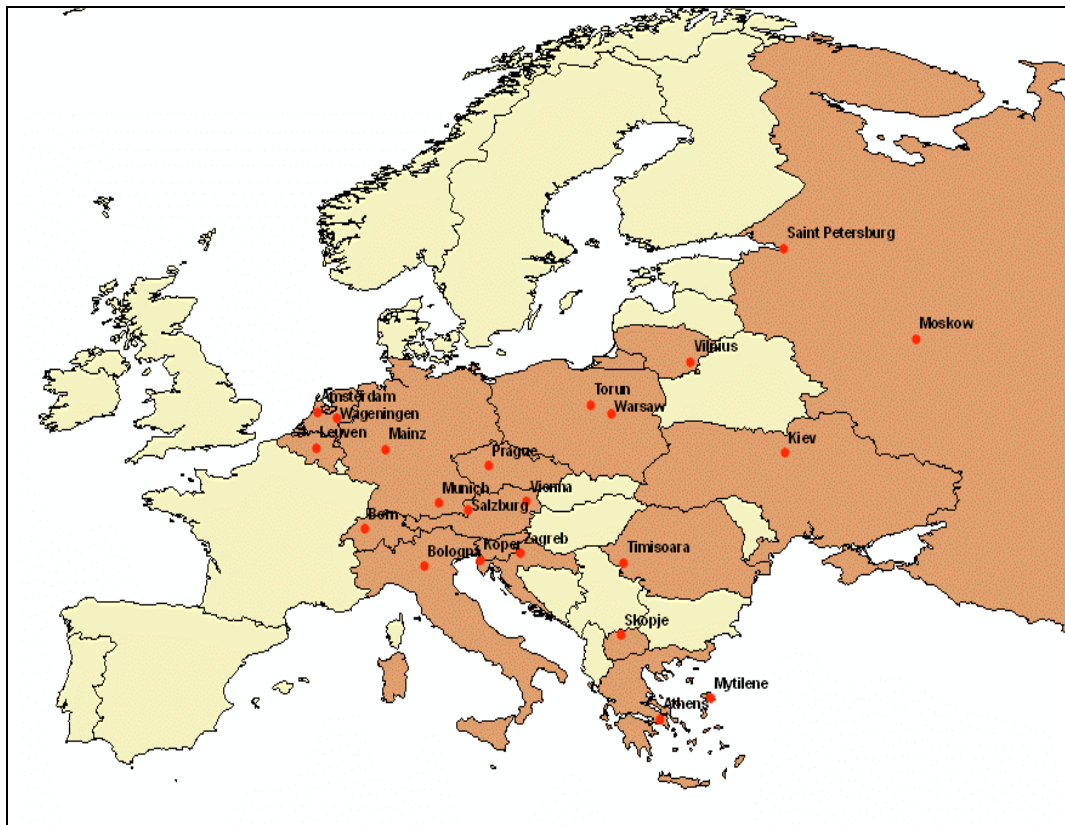 Saint Petersburg
Moskow
Vilnius
Torun
Warsaw
Amsterdam
Wageningen
Leuven
Mainz
Kiev
Prague
Munich
Vienna
Salzburg
Bern
Koper
Zagreb
Bologna
Timisoara
Skopje
Mytilene
Athens